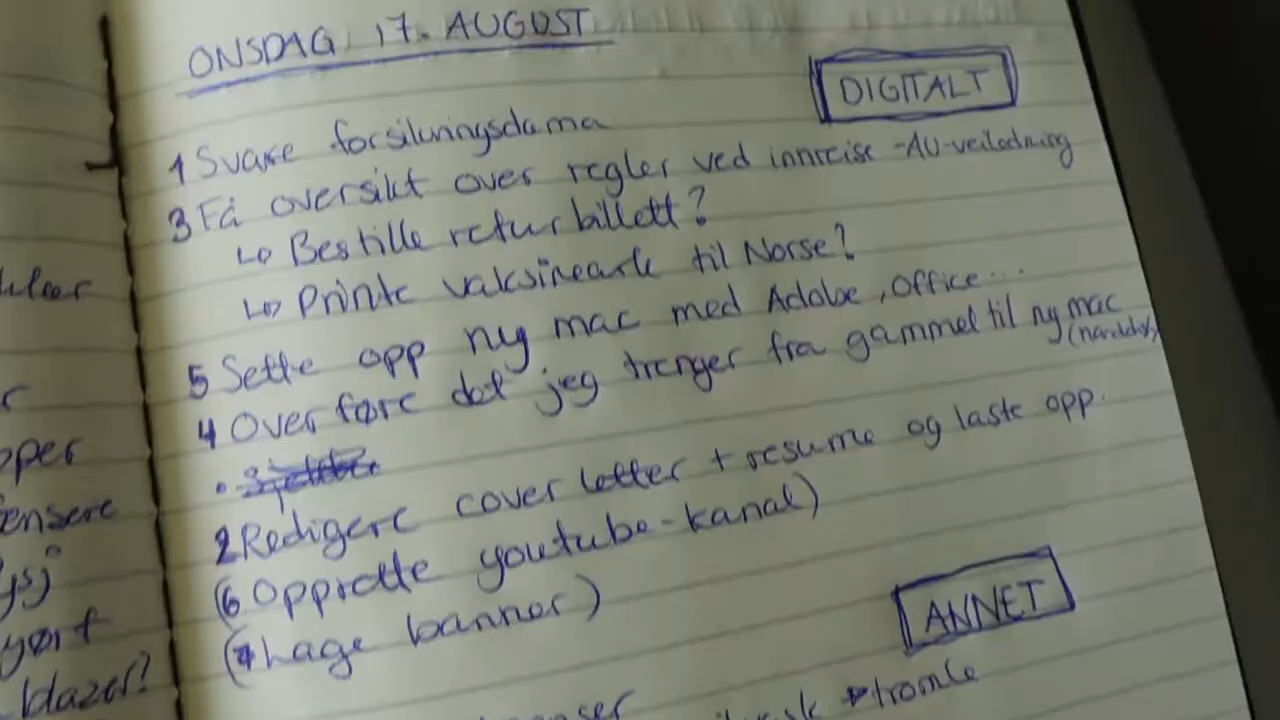 ONSDAG 17. AUGUST
DIGITALT
1 Svare forsikringsdama
3 Få oversikt over regler ved innreise - AU-veiledning
↳ Bestille returbillett?
↳ Printe vaksineark til Norse?
5 Sette opp ny mac med Adobe, Office...
4 Overføre det jeg trenger fra gammel til ny mac
2 Redigere cover letter + resume og laste opp.
(6 Opprette youtube-kanal)
(7 Lage banner)
ANNET
tromle